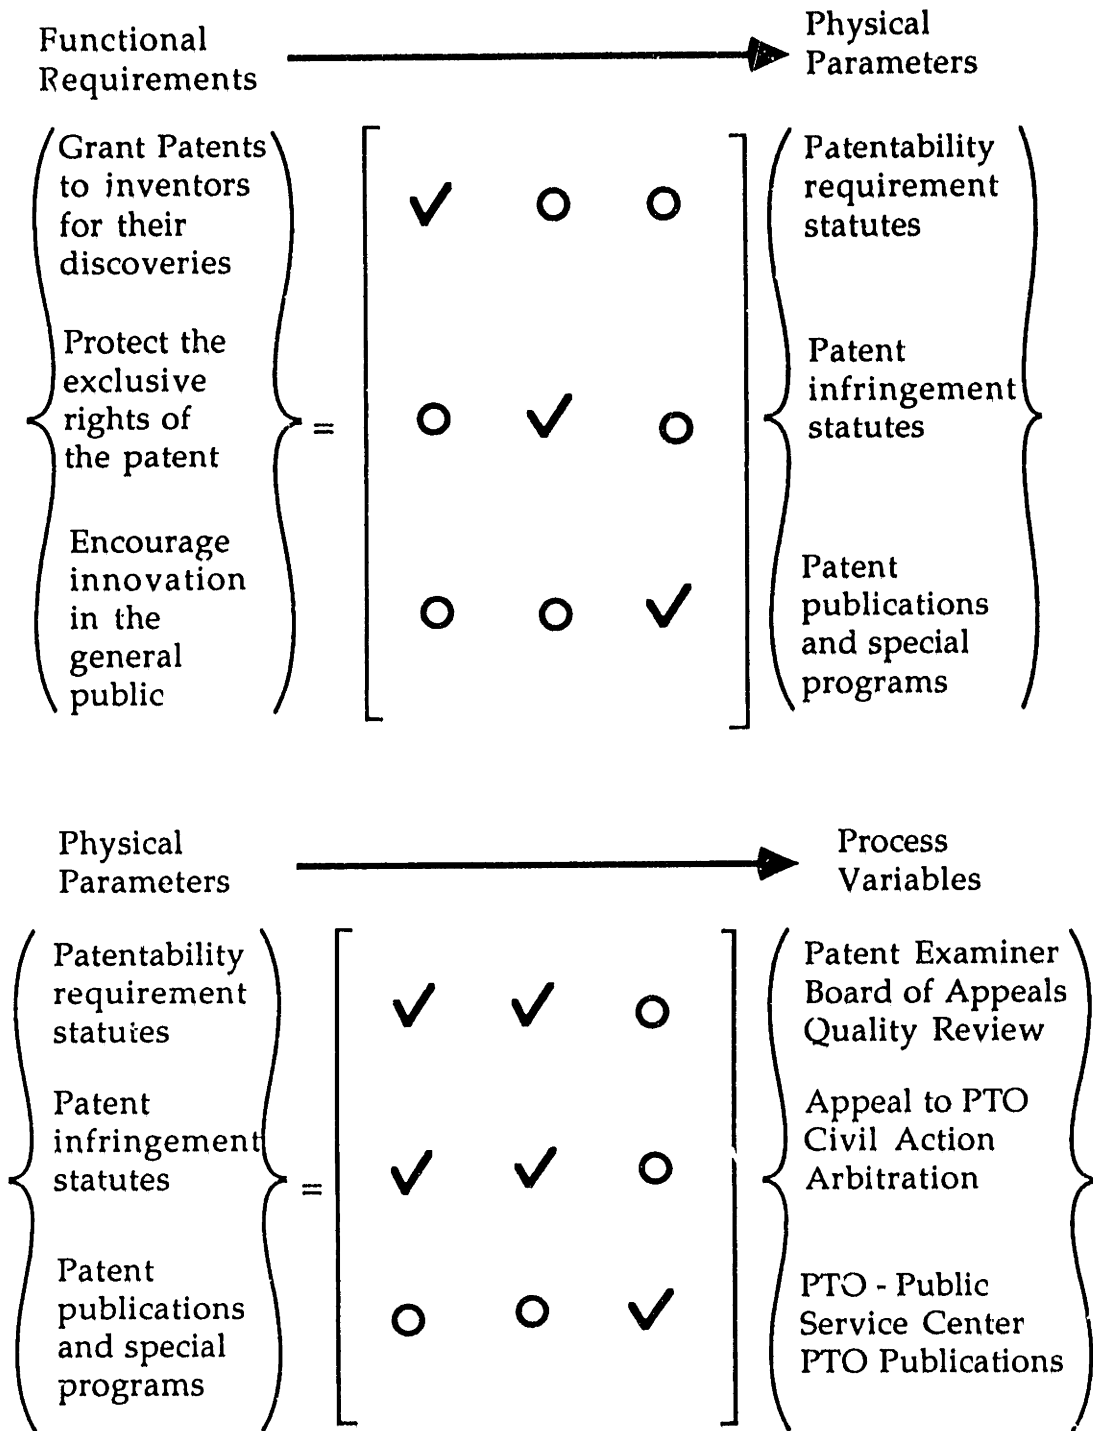 Functional
Requirements
Physical
Parameters
Grant Patents
to inventors
for their
discoveries
Protect the
exclusive
rights of
the patent
Encourage
innovation
in the
general
public
=
✓ O O
O ✓ O
O O ✓
Patentability
requirement
statutes
Patent
infringement
statutes
Patent
publications
and special
programs
Physical
Parameters
Process
Variables
Patentability
requirement
statutes
Patent
infringement
statutes
Patent
publications
and special
programs
=
✓ ✓ O
✓ ✓ O
O O ✓
Patent Examiner
Board of Appeals
Quality Review
Appeal to PTO
Civil Action
Arbitration
PTO - Public
Service Center
PTO Publications